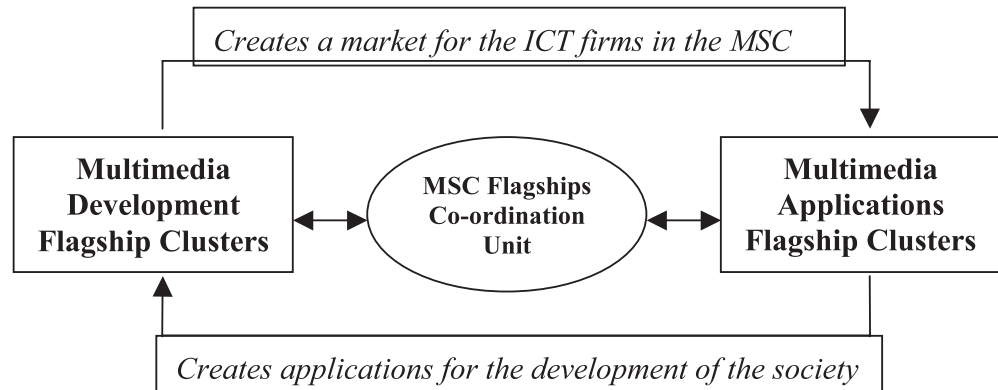 Creates a market for the ICT firms in the MSC
Multimedia
Development
Flagship Clusters
MSC Flagships
Co-ordination
Unit
Multimedia
Applications
Flagship Clusters
Creates applications for the development of the society